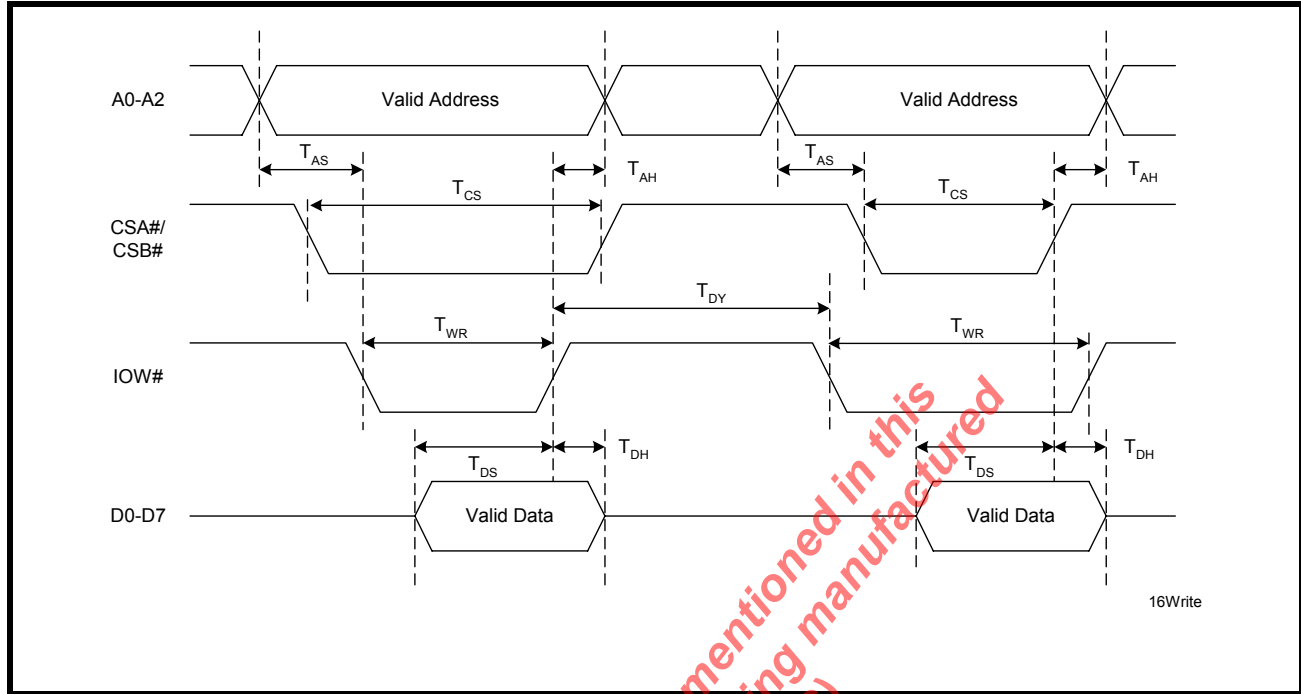 A0-A2
Valid Address
Valid Address
TAS
TAH
TAS
TAH
TCS
TCS
CSA#/
CSB#
TDY
TWR
TWR
IOW#
TDS
TDH
TDS
TDH
D0-D7
Valid Data
Valid Data
16Write
mentioned in this
ing manufactured